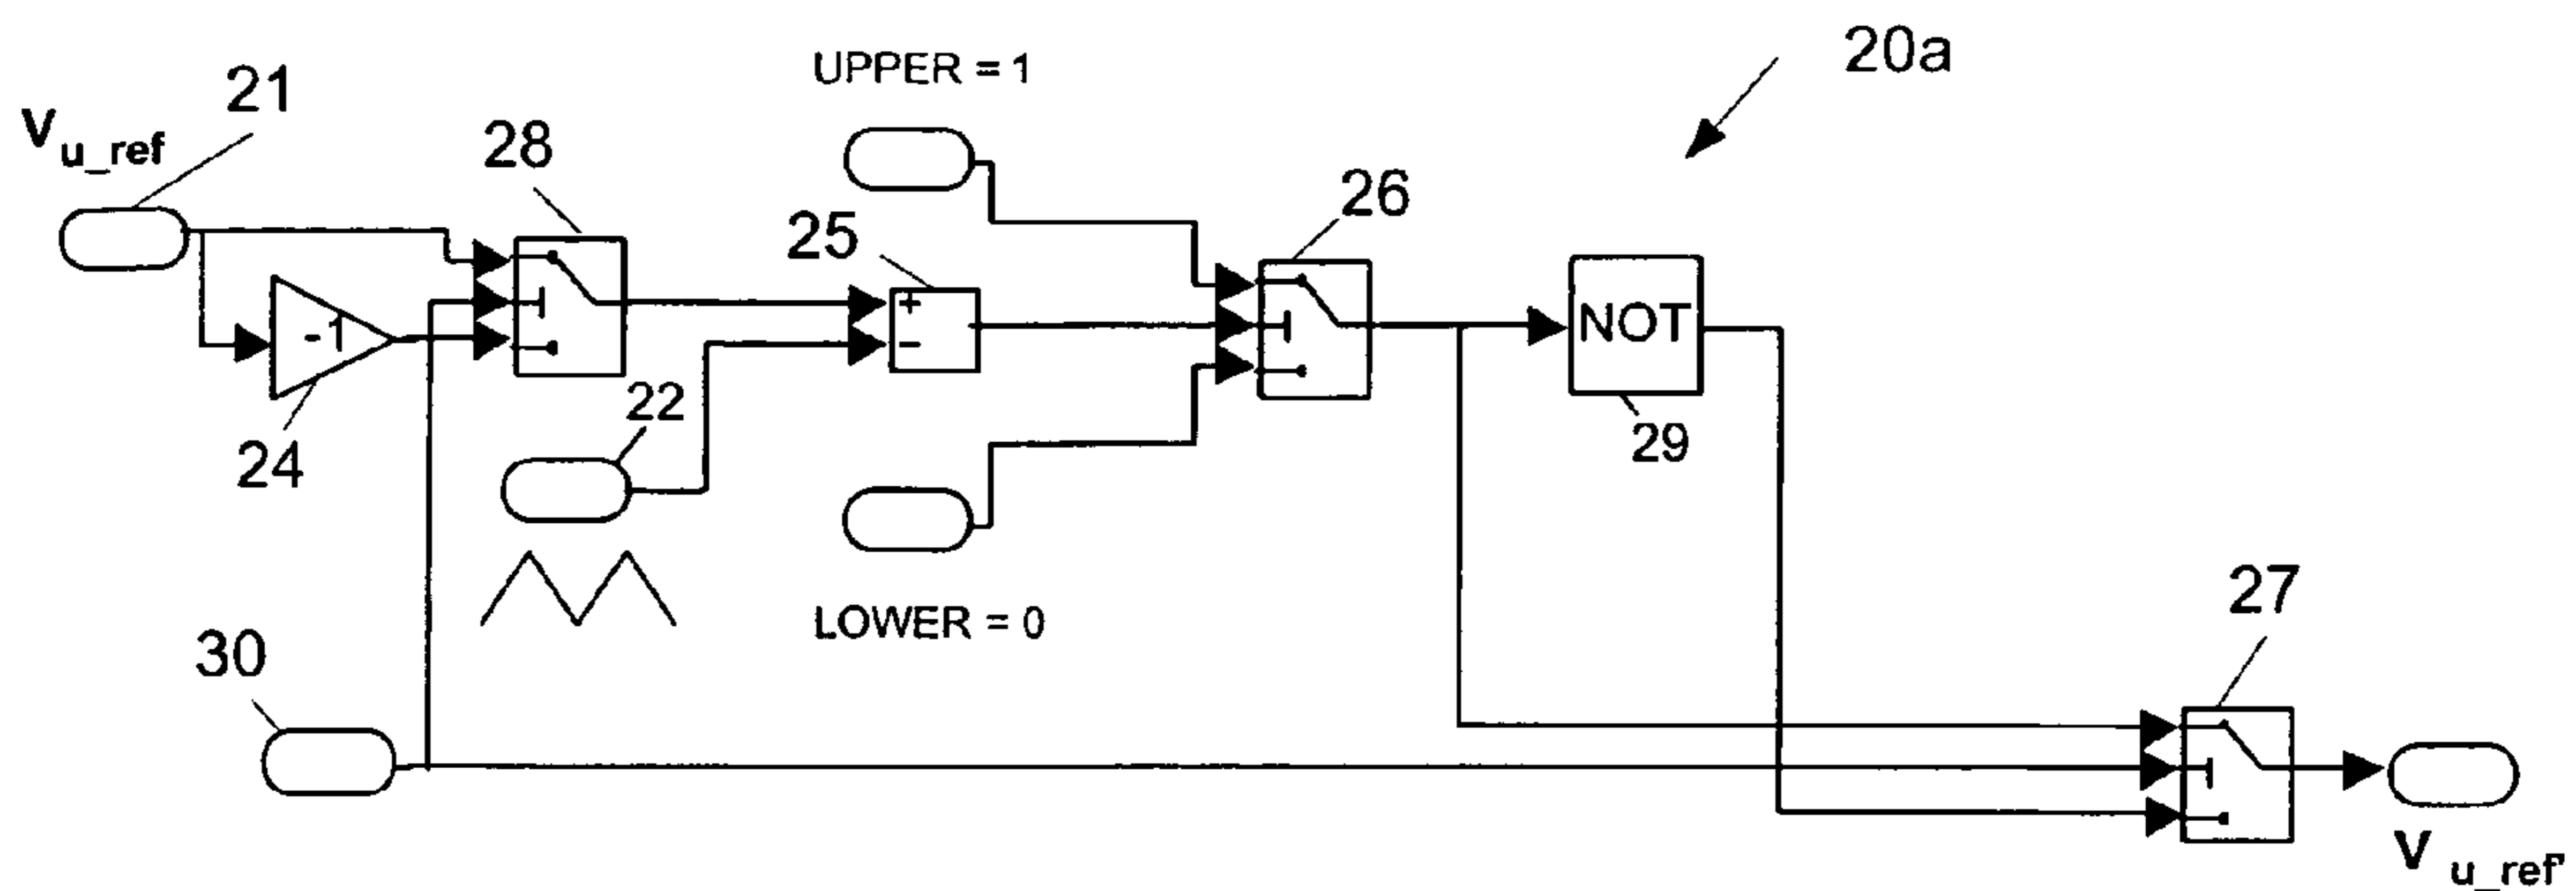 20a
UPPER = 1
21
V u_ref
28
26
25
+
−
-1
NOT
22
24
29
LOWER = 0
27
30
V u_ref'